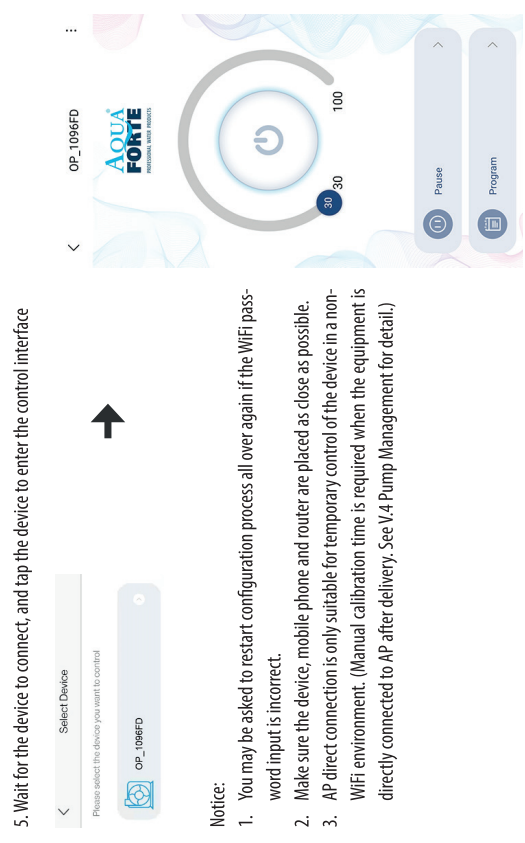 5. Wait for the device to connect, and tap the device to enter the control interface
Select Device
Please select the device you want to control
OP_1096FD
OP_1096FD
AQUA®
FORTE
PROFESSIONAL WATER PRODUCTS
30
30
100
Pause
Program
Notice:
1. You may be asked to restart configuration process all over again if the WiFi pass-
word input is incorrect.
2. Make sure the device, mobile phone and router are placed as close as possible.
3. AP direct connection is only suitable for temporary control of the device in a non-
WiFi environment. (Manual calibration time is required when the equipment is
directly connected to AP after delivery. See V.4 Pump Management for detail.)